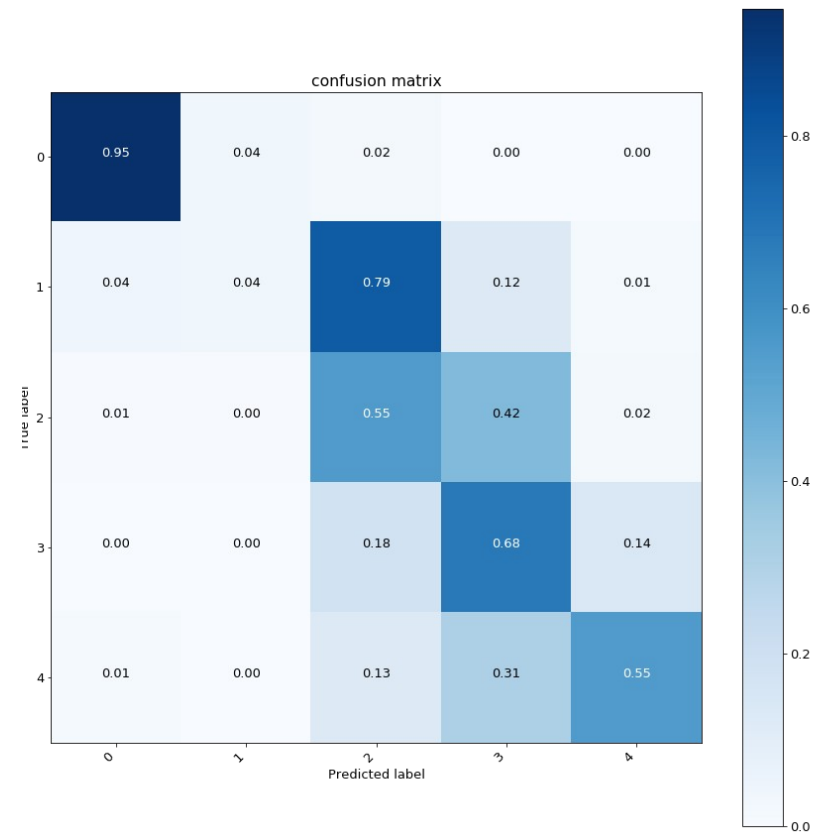 confusion matrix
0 0.95 0.04 0.02 0.00 0.00
1 0.04 0.04 0.79 0.12 0.01
2 0.01 0.00 0.55 0.42 0.02
3 0.00 0.00 0.18 0.68 0.14
4 0.01 0.00 0.13 0.31 0.55
True label
0 1 2 3 4
Predicted label
0.8
0.6
0.4
0.2
0.0